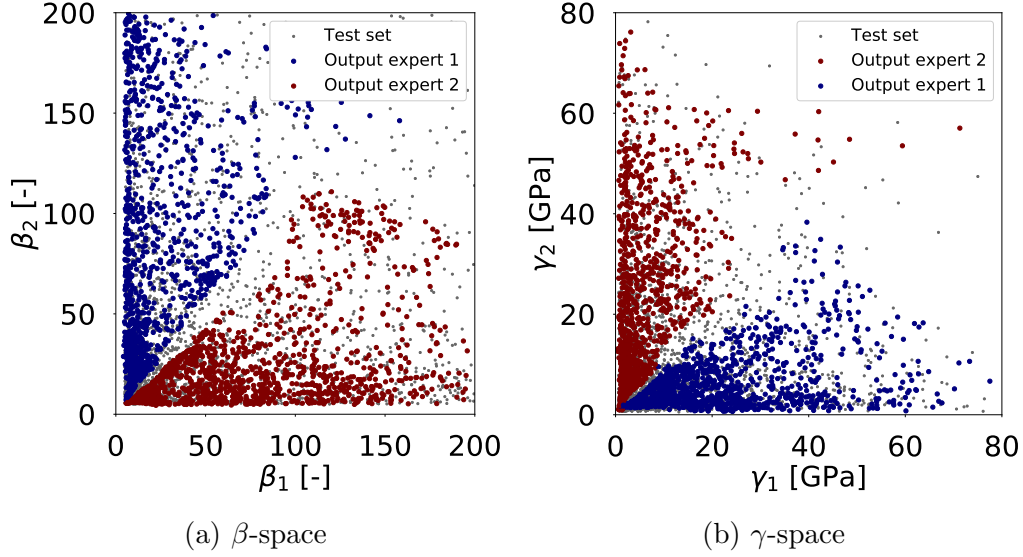 200
150
100
50
0
β₂ [-]
Test set
Output expert 1
Output expert 2
0 50 100 150 200
β₁ [-]
(a) β-space
80
60
40
20
0
γ₂ [GPa]
Test set
Output expert 2
Output expert 1
0 20 40 60 80
γ₁ [GPa]
(b) γ-space